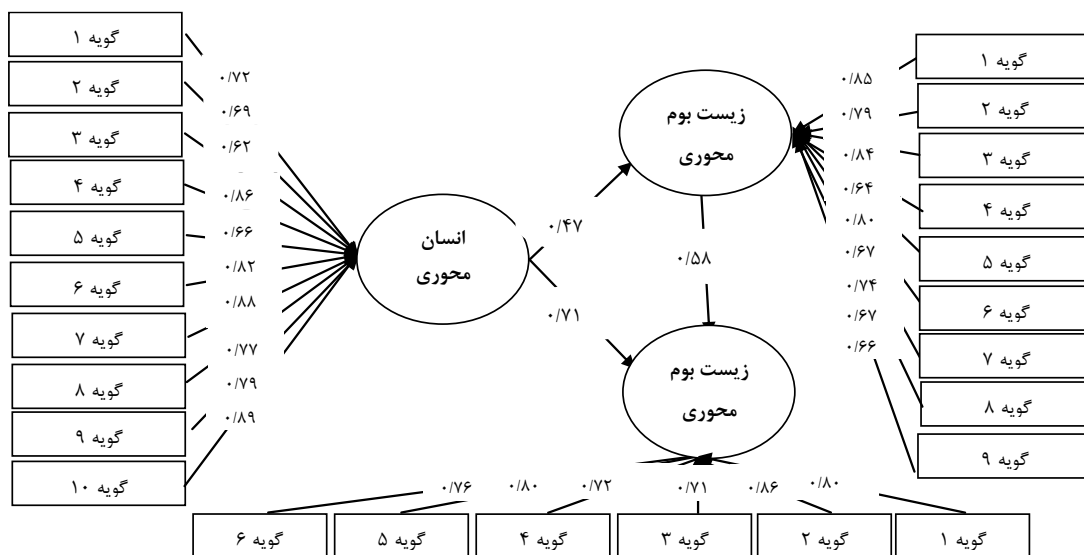 گویه ۱
گویه ۲
گویه ۳
گویه ۴
گویه ۵
گویه ۶
گویه ۷
گویه ۸
گویه ۹
گویه ۱۰
۰/۷۲
۰/۶۹
۰/۶۲
۰/۸۶
۰/۶۶
۰/۸۲
۰/۸۸
۰/۷۷
۰/۷۹
۰/۸۹
انسان
محوری
۰/۴۷
۰/۷۱
زیست بوم
محوری
۰/۵۸
زیست بوم
محوری
۰/۸۵
۰/۷۹
۰/۸۴
۰/۶۴
۰/۸۰
۰/۶۷
۰/۷۴
۰/۶۷
۰/۶۶
گویه ۱
گویه ۲
گویه ۳
گویه ۴
گویه ۵
گویه ۶
گویه ۷
گویه ۸
گویه ۹
۰/۸۰
۰/۸۶
۰/۷۱
۰/۷۲
۰/۸۰
۰/۷۶
گویه ۱
گویه ۲
گویه ۳
گویه ۴
گویه ۵
گویه ۶